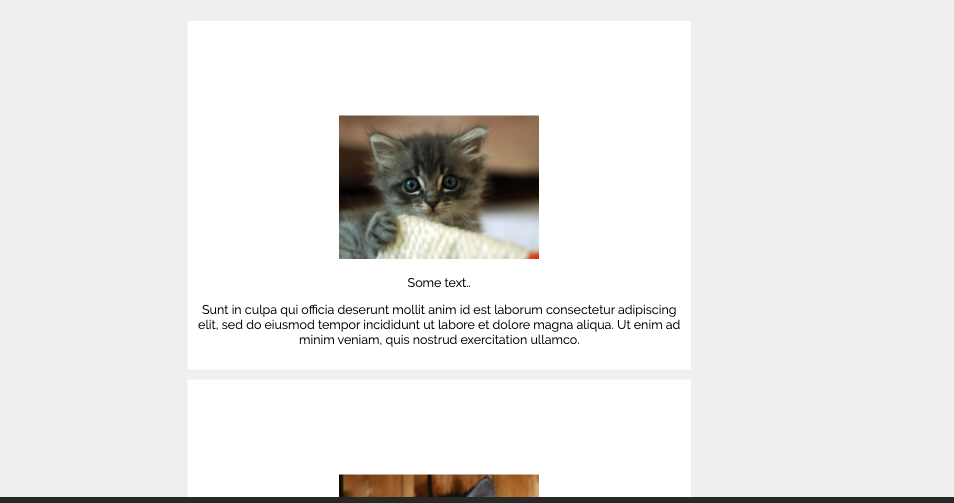 Some text..
Sunt in culpa qui officia deserunt mollit anim id est laborum consectetur adipiscing
elit, sed do eiusmod tempor incididunt ut labore et dolore magna aliqua. Ut enim ad
minim veniam, quis nostrud exercitation ullamco.